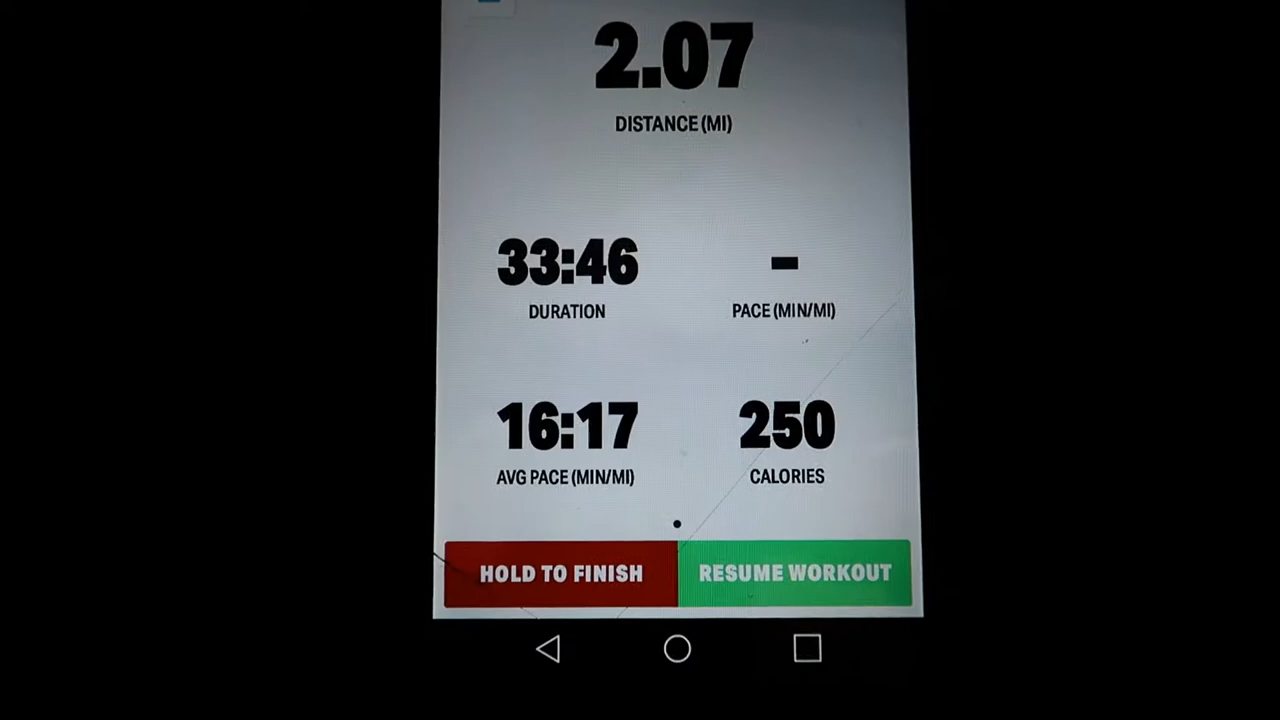 2.07
DISTANCE (MI)
33:46
-
DURATION
PACE (MIN/MI)
16:17
250
AVG PACE (MIN/MI)
CALORIES
HOLD TO FINISH
RESUME WORKOUT